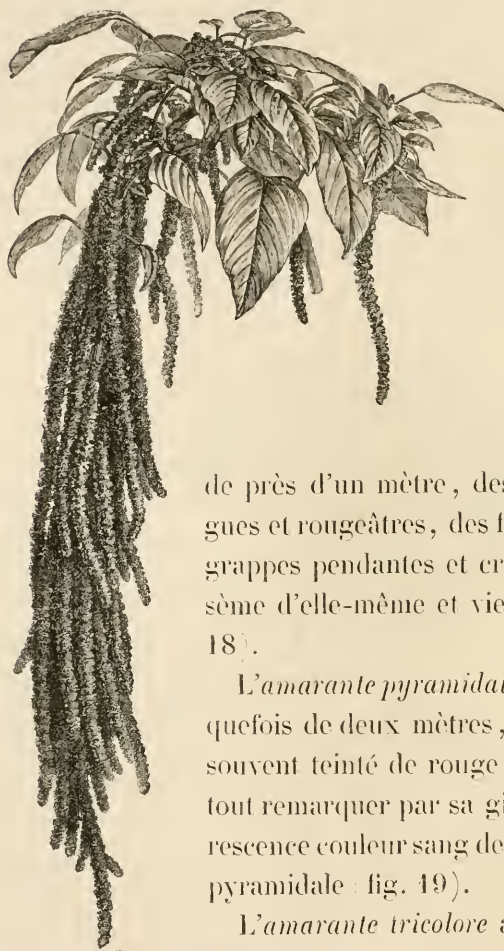 de près d'un mètre, des
gues et rougeâtres, des f
grappes pendantes et cr
sème d'elle-même et vie
18).
L'amarante pyramidal
quefois de deux mètres,
souvent teinté de rouge
tout remarquer par sa gi
rescence couleur sang de
pyramidale fig. 19).
L'amarante tricolore